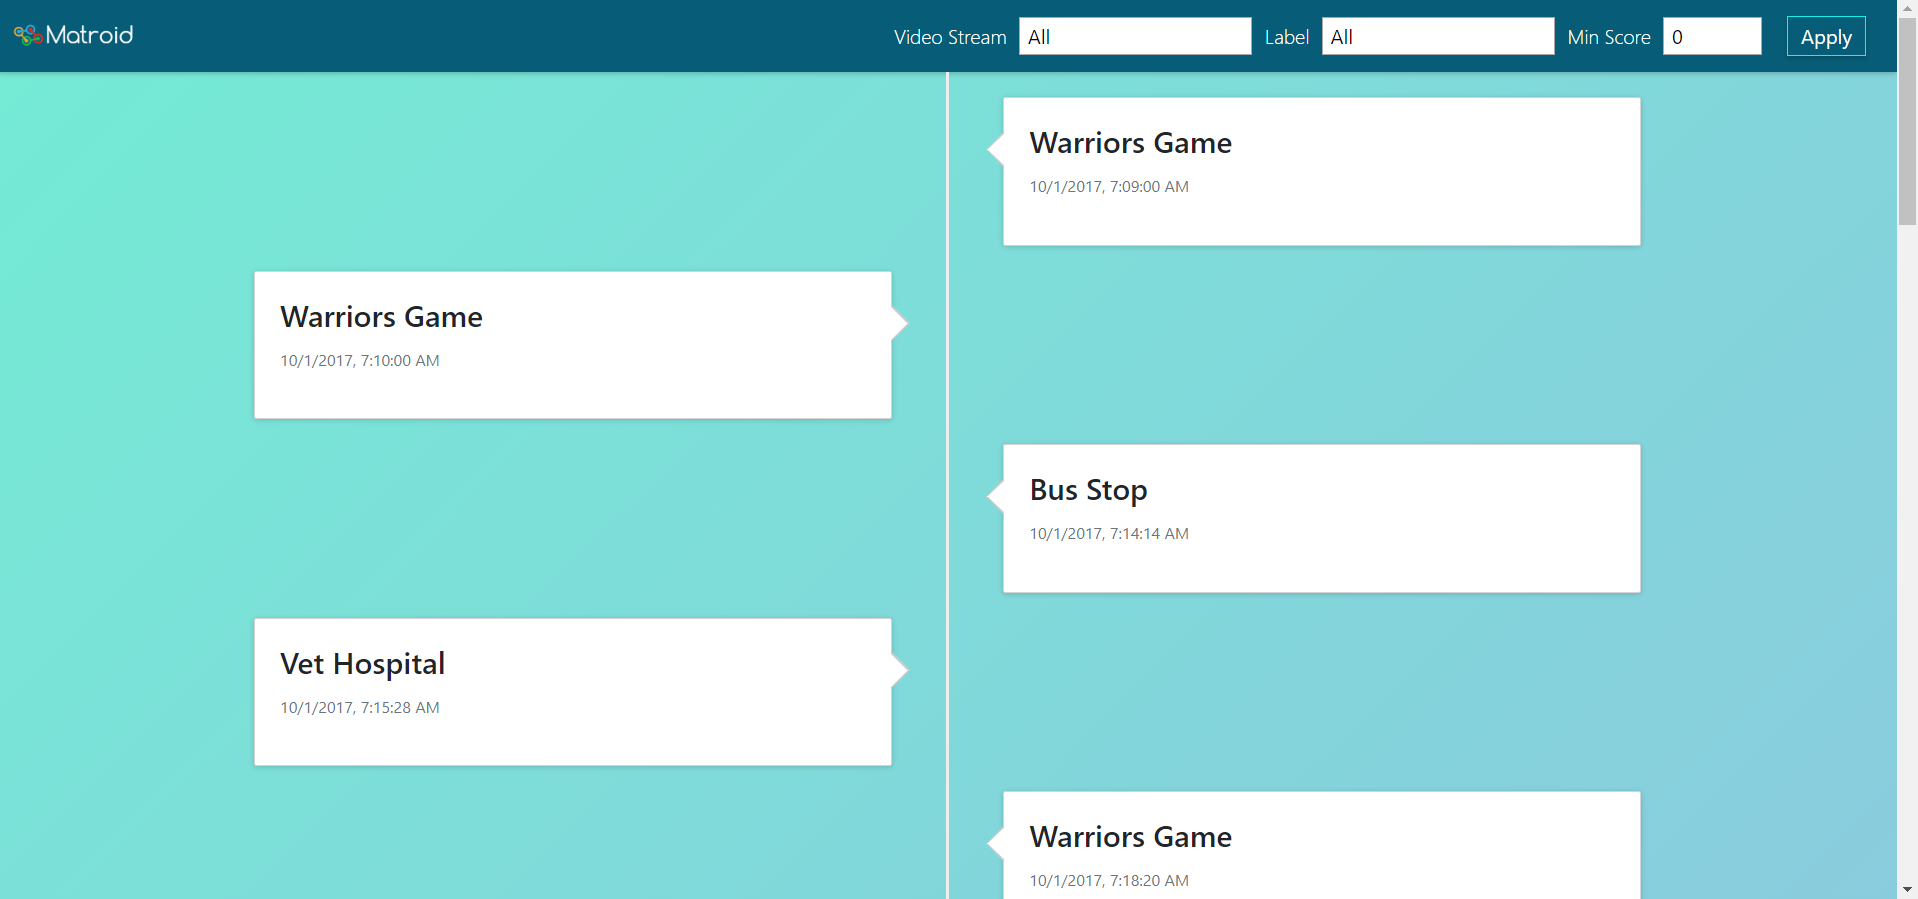 Matroid
Video Stream All Label All Min Score 0 Apply
Warriors Game
10/1/2017, 7:09:00 AM
Warriors Game
10/1/2017, 7:10:00 AM
Bus Stop
10/1/2017, 7:14:14 AM
Vet Hospital
10/1/2017, 7:15:28 AM
Warriors Game
10/1/2017, 7:18:20 AM